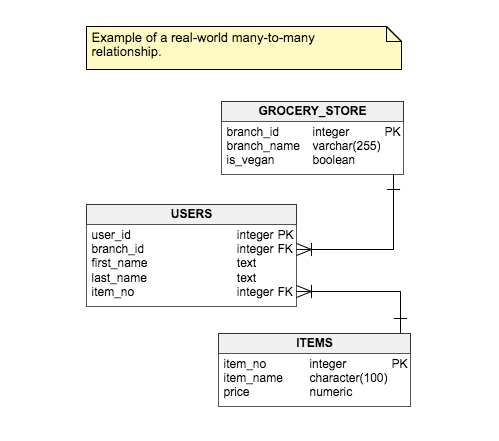 Example of a real-world many-to-many
relationship.
GROCERY_STORE
branch_id integer PK
branch_name varchar(255)
is_vegan boolean
USERS
user_id integer PK
branch_id integer FK
first_name text
last_name text
item_no integer FK
ITEMS
item_no integer PK
item_name character(100)
price numeric